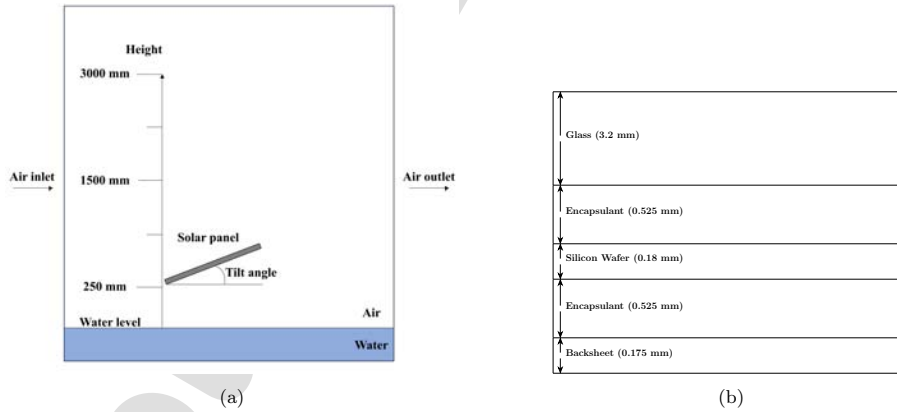 Height
3000 mm
Air inlet
1500 mm
Air outlet
Solar panel
Tilt angle
250 mm
Water level
Air
Water
(a)
Glass (3.2 mm)
Encapsulant (0.525 mm)
Silicon Wafer (0.18 mm)
Encapsulant (0.525 mm)
Backsheet (0.175 mm)
(b)